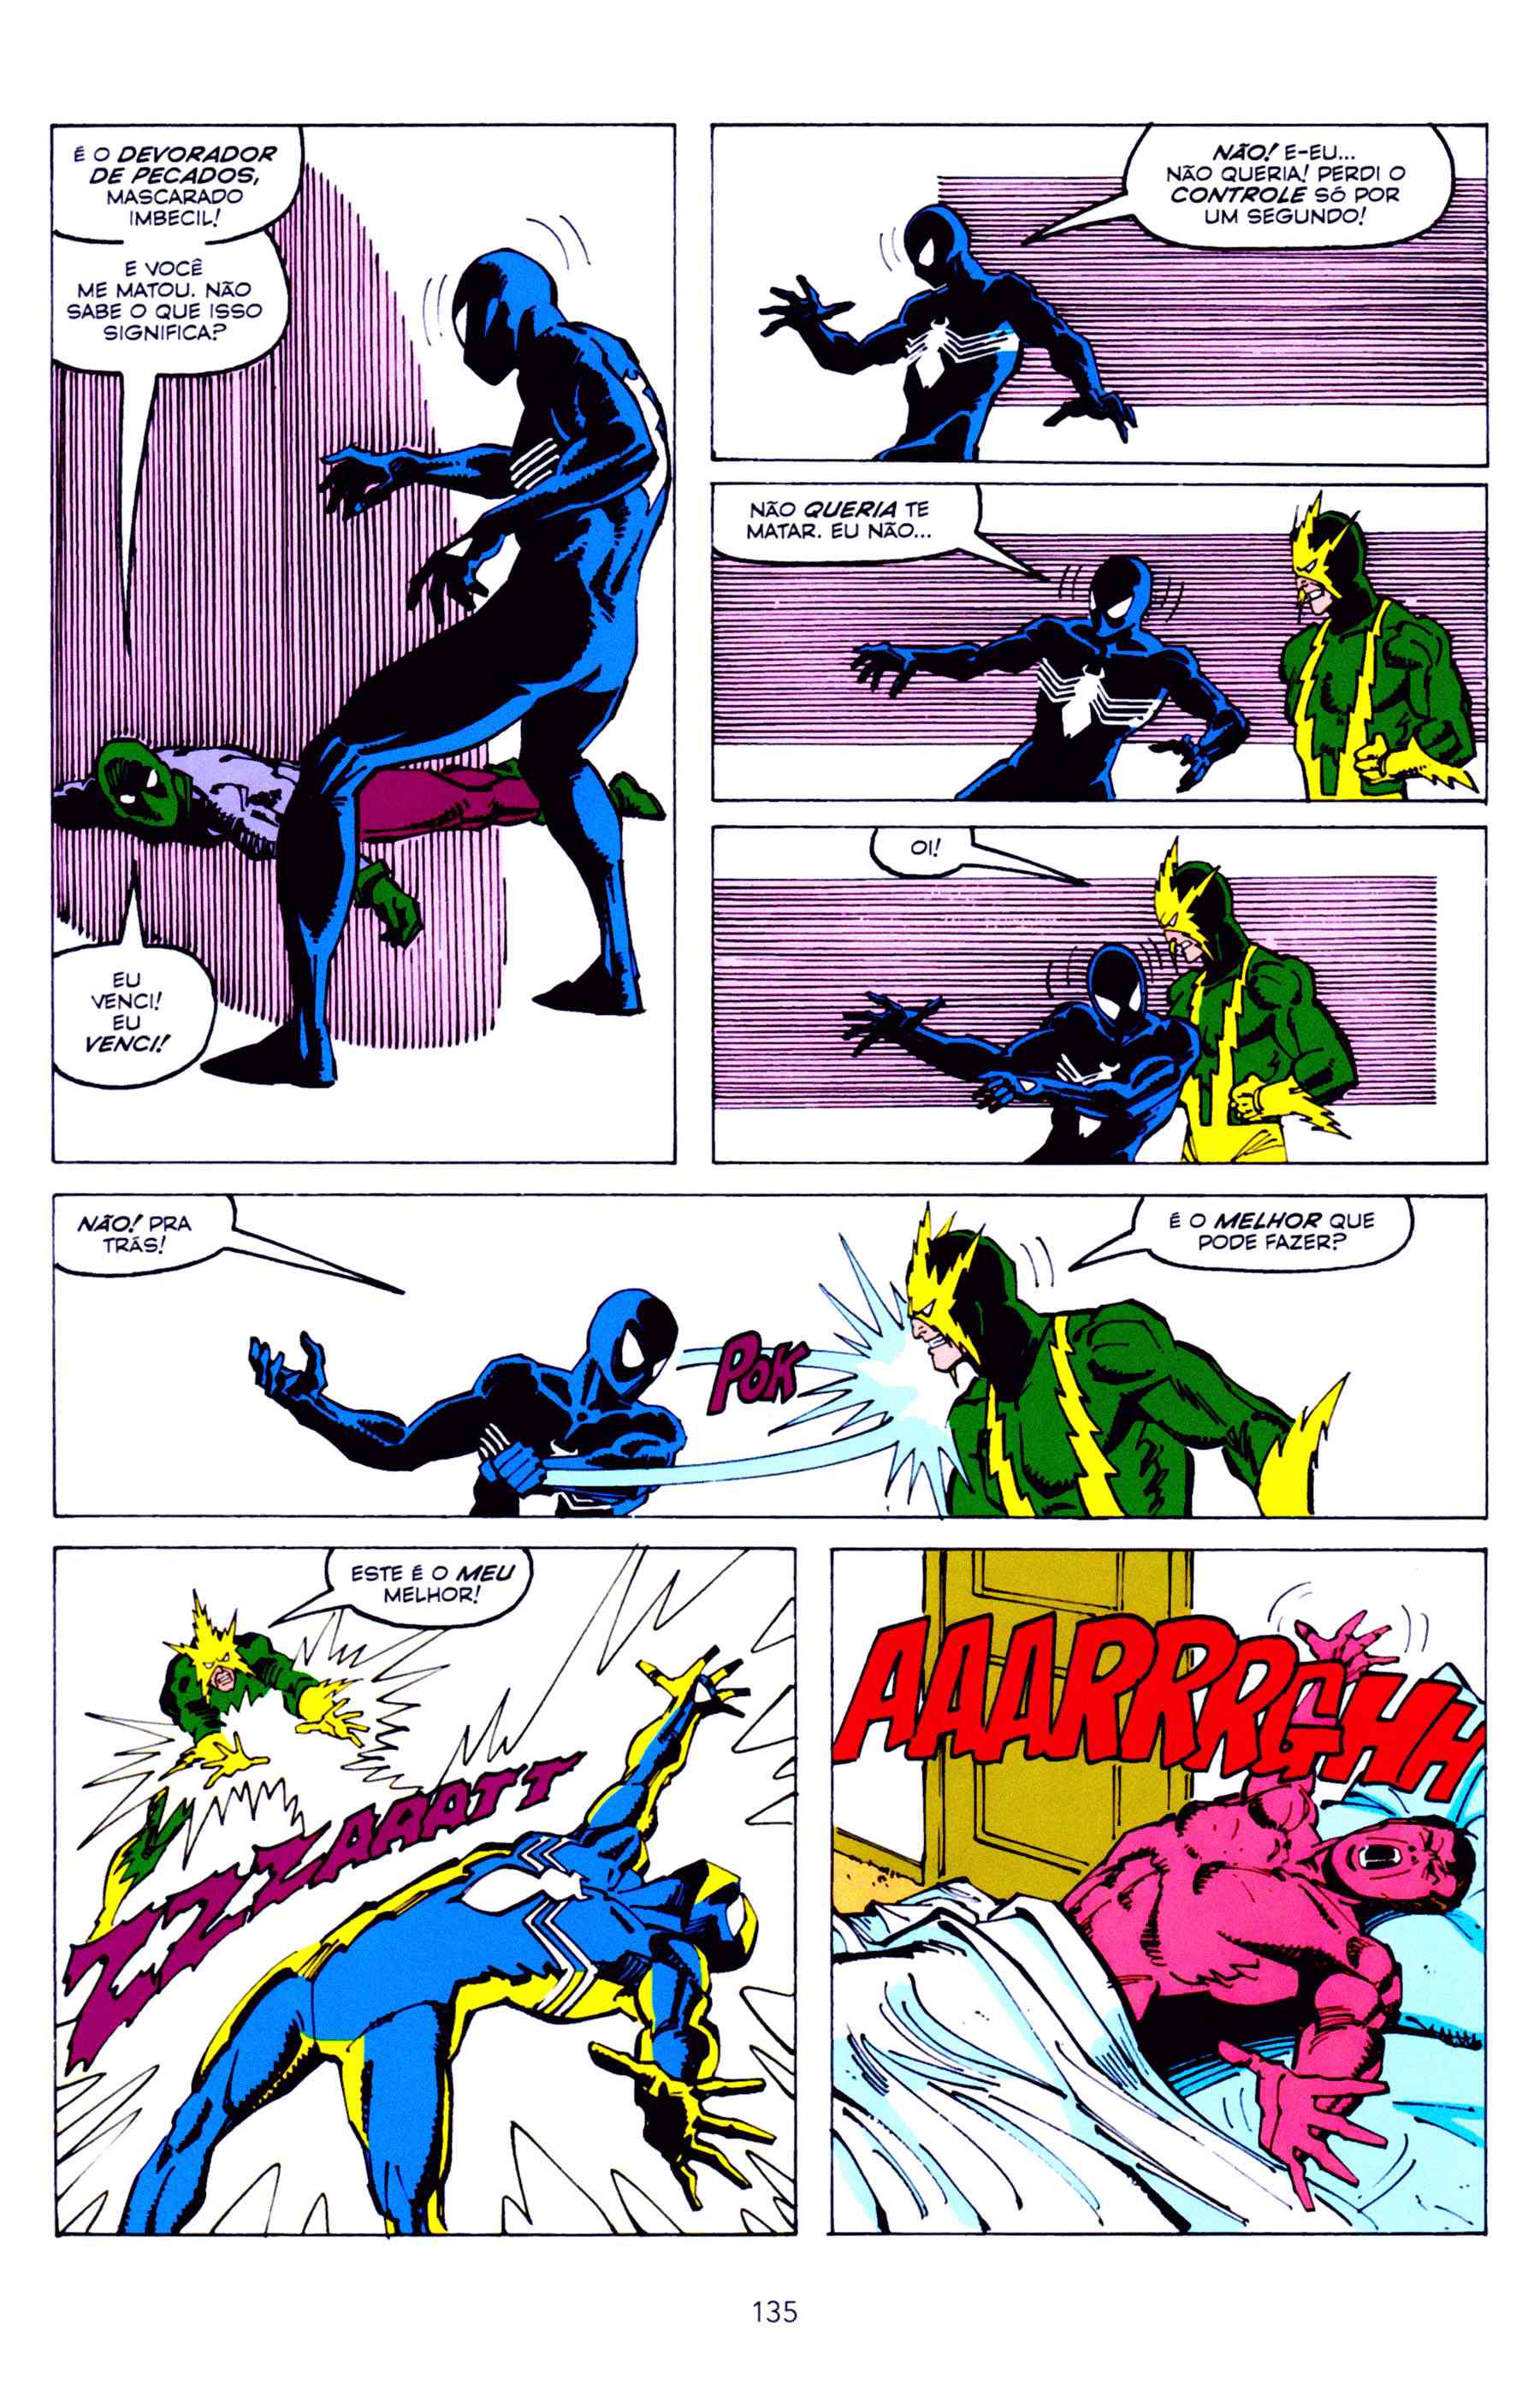 É O DEVORADOR
DE PECADOS,
MASCARADO
IMBECIL!
E VOCÊ
ME MATOU. NÃO
SABE O QUE ISSO
SIGNIFICA?
EU
VENCI!
EU
VENCI!
NÃO! E-EU...
NÃO QUERIA! PERDI O
CONTROLE SÓ POR
UM SEGUNDO!
NÃO QUERIA TE
MATAR. EU NÃO...
OI!
NÃO! PRA
TRÁS!
POK
É O MELHOR QUE
PODE FAZER?
ESTE É O MEU
MELHOR!
ZZZAAATT
AAARRRGHH
135